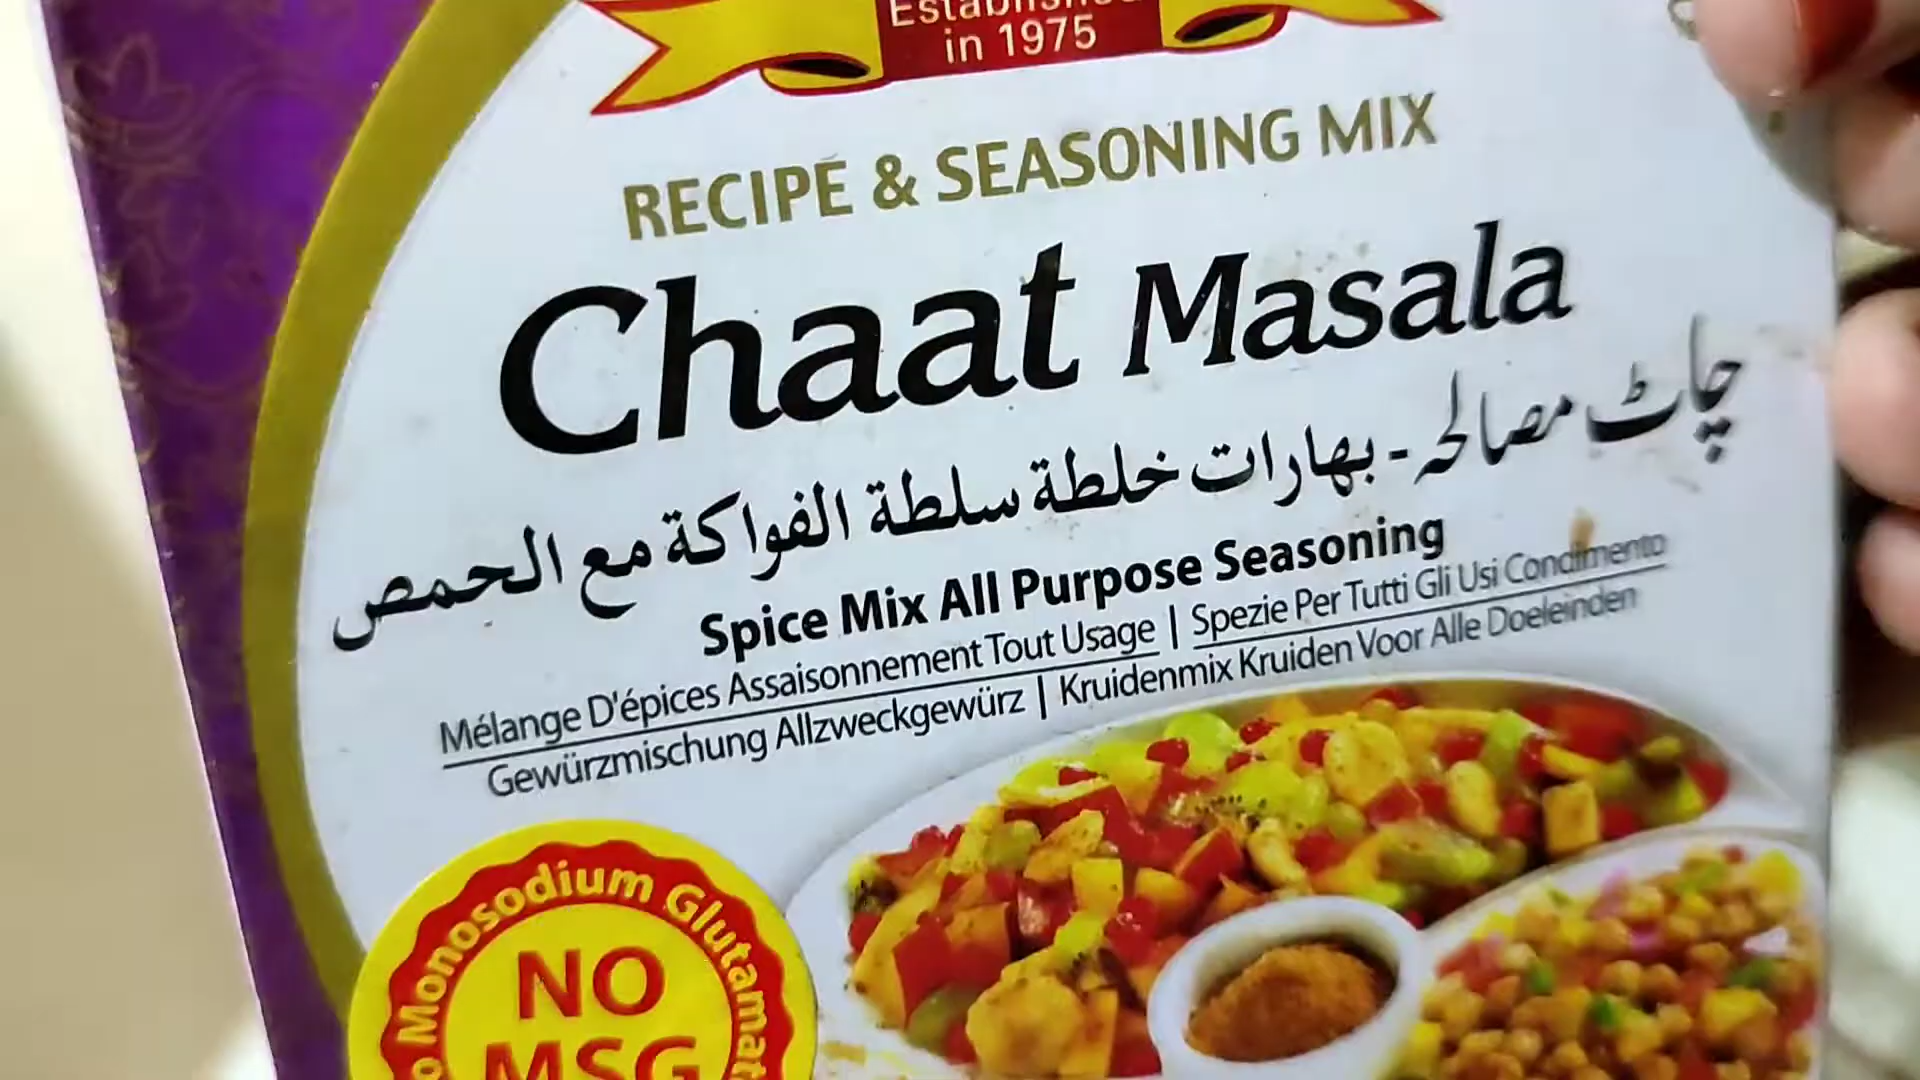 Established
in 1975
RECIPE & SEASONING MIX
Chaat Masala
چاٹ مصالحہ - بهارات خلطة سلطة الفواكة مع الحمص
Spice Mix All Purpose Seasoning
Mélange D'épices Assaisonnement Tout Usage | Spezie Per Tutti Gli Usi Condimento
Gewürzmischung Allzweckgewürz | Kruidenmix Kruiden Voor Alle Doeleinden
Monosodium Glutamat
NO
MSG